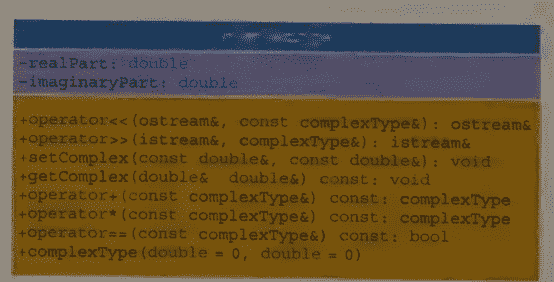 -realPart: double
-imaginaryPart: double
+operator<<(ostream&, const complexType&): ostream&
+operator>>(istream&, complexType&): istream&
+setComplex(const double&, const double&): void
+getComplex(double& double&) const: void
+operator+(const complexType&) const: complexType
+operator*(const complexType&) const: complexType
+operator==(const complexType&) const: bool
+complexType(double = 0, double = 0)